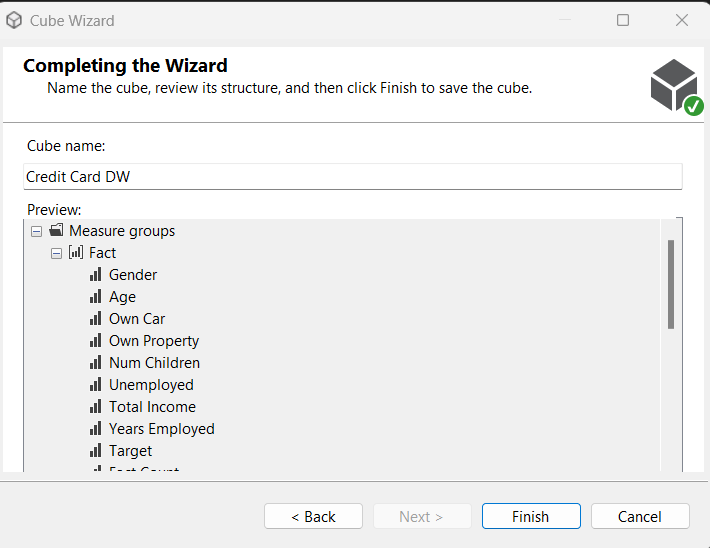 Cube Wizard
Completing the Wizard
Name the cube, review its structure, and then click Finish to save the cube.
Cube name:
Credit Card DW
Preview:
Measure groups
Fact
Gender
Age
Own Car
Own Property
Num Children
Unemployed
Total Income
Years Employed
Target
Fact Count
< Back
Next >
Finish
Cancel